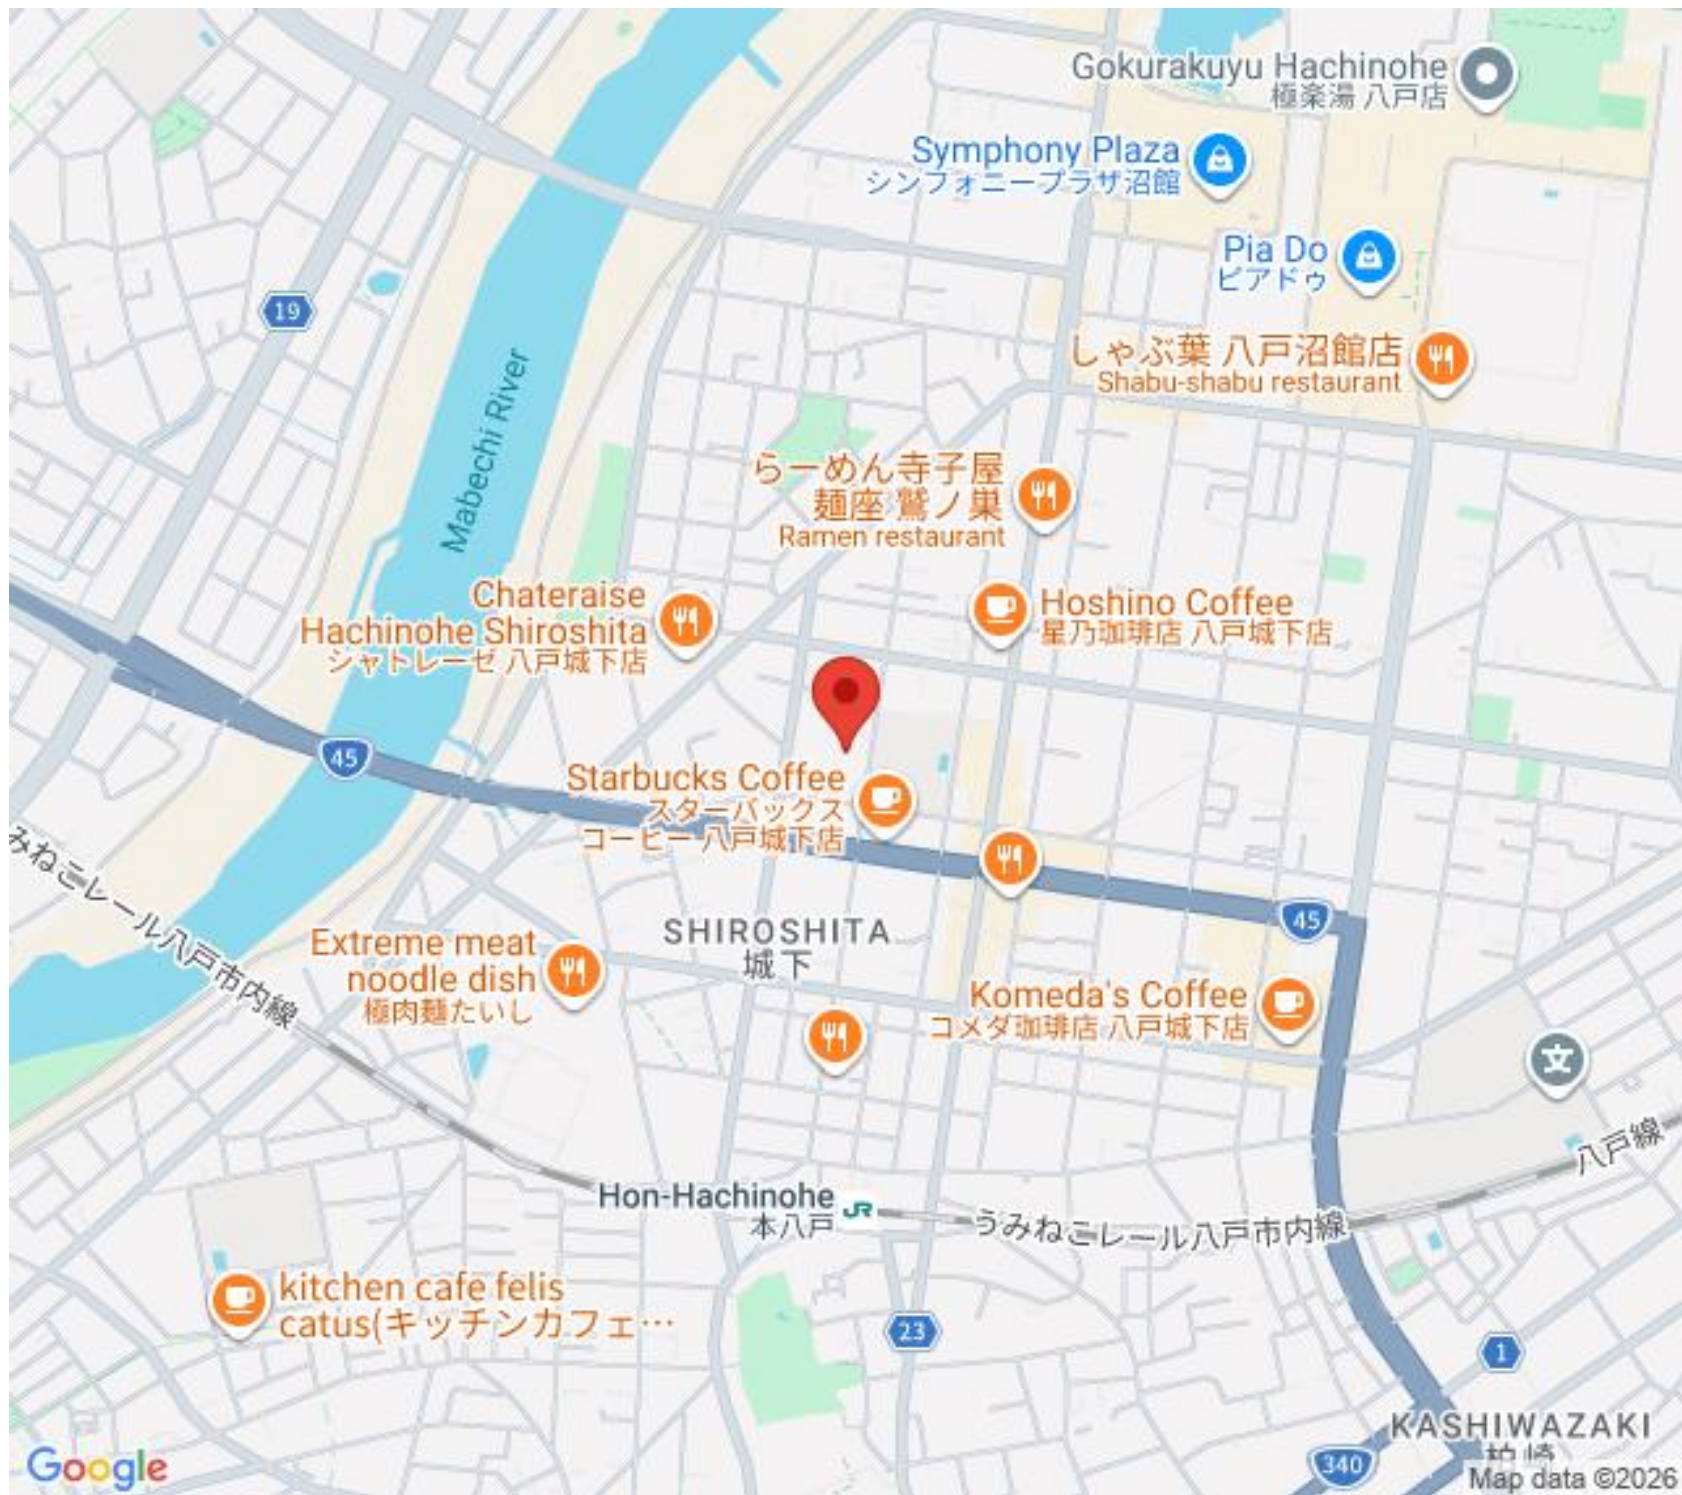 Gokurakuyu Hachinohe
極楽湯 八戸店
Symphony Plaza
シンフォニープラザ沼館
Pia Do
ピアドゥ
19
しゃぶ葉 八戸沼館店
Shabu-shabu restaurant
Mabechi River
らーめん寺子屋
麺座 鷲ノ巣
Ramen restaurant
Chateraise
Hachinohe Shiroshita
シャトレーゼ 八戸城下店
Hoshino Coffee
星乃珈琲店 八戸城下店
45
Starbucks Coffee
スターバックス
コーヒー 八戸城下店
うみねこレール八戸市内線
45
SHIROSHITA
城下
Extreme meat
noodle dish
極肉麺たいし
Komeda's Coffee
コメダ珈琲店 八戸城下店
文
八戸線
Hon-Hachinohe
本八戸
JR
うみねこレール八戸市内線
kitchen cafe felis
catus(キッチンカフェ…
23
1
KASHIWAZAKI
柏崎
340
Google
Map data ©2026